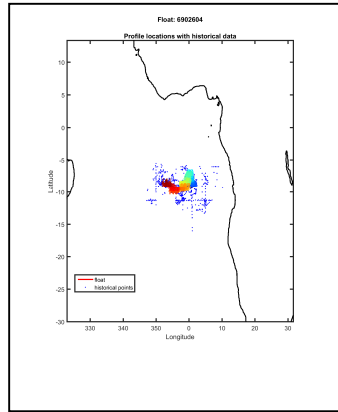 Float: 6902604
Profile locations with historical data
10
5
0
-5
-10
-15
-20
-25
-30
Latitude
float
historical points
330
340
350
0
10
20
30
Longitude